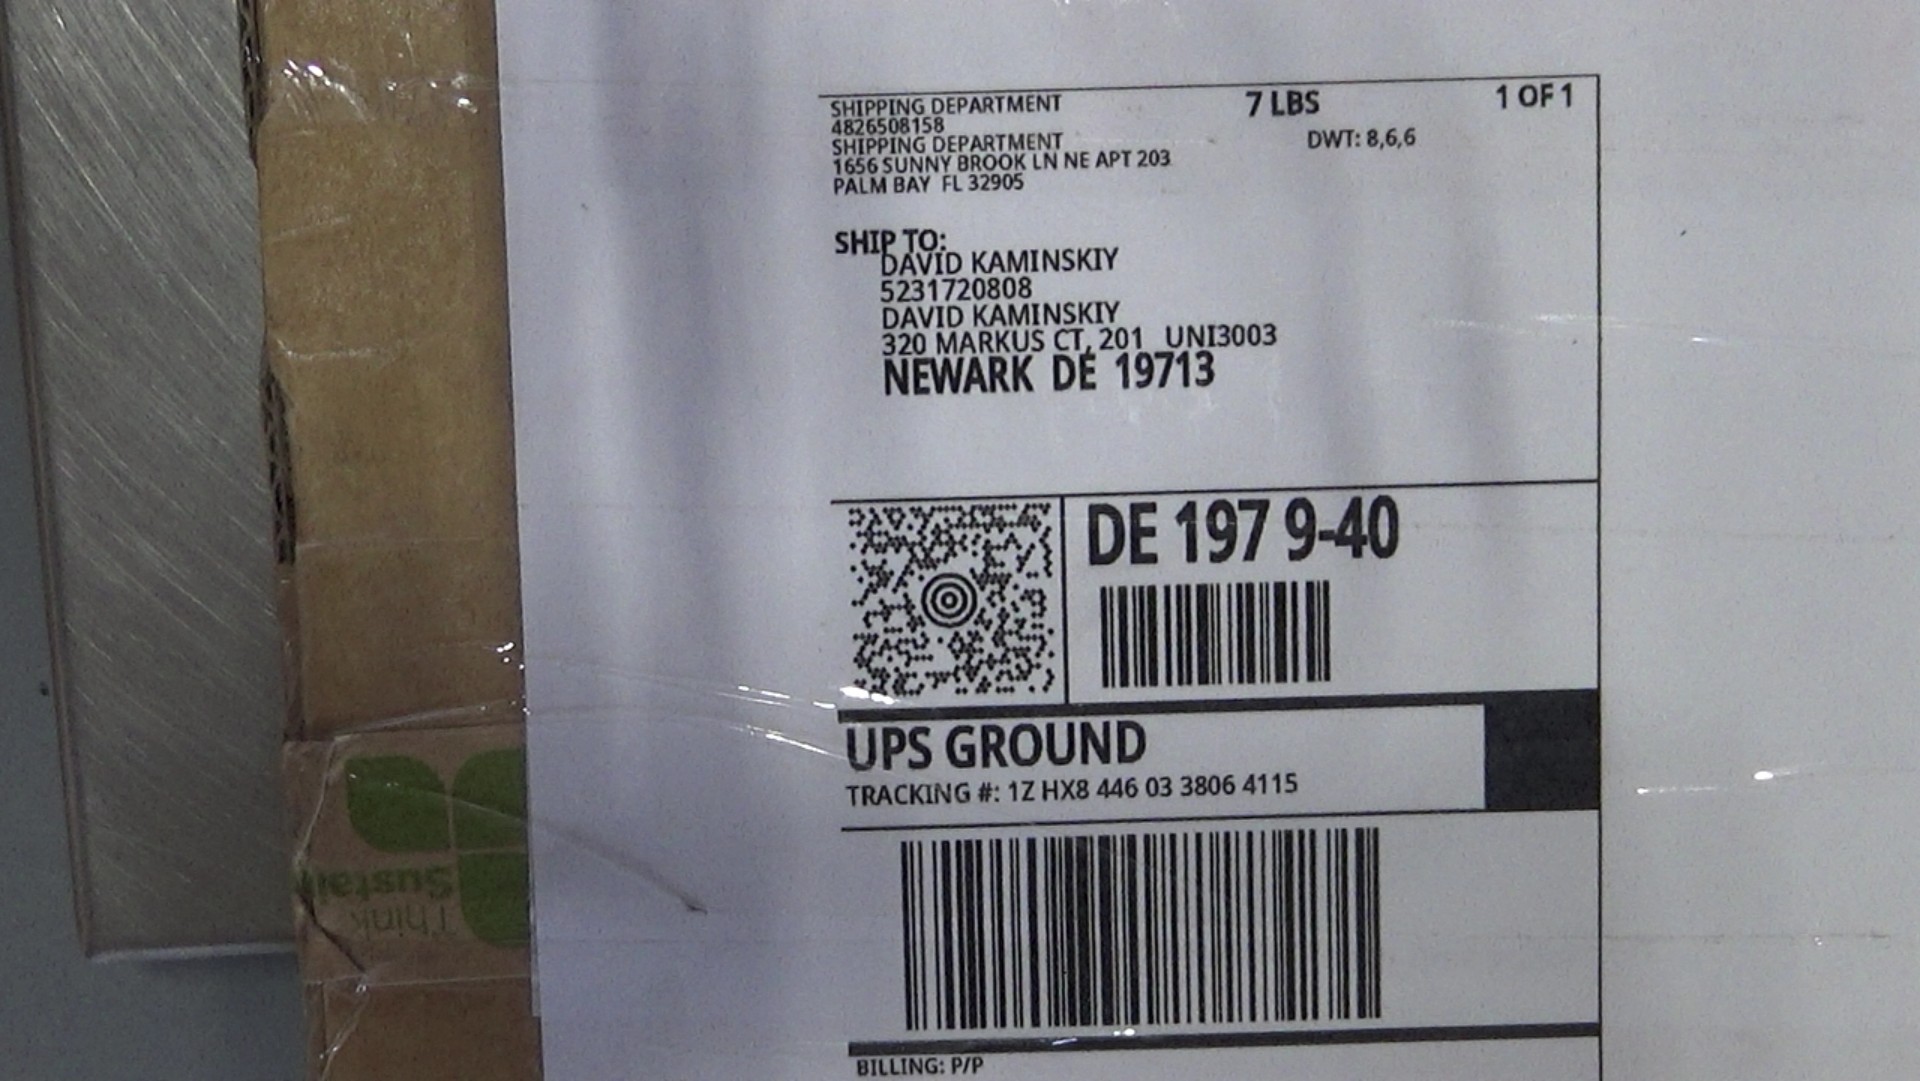 SHIPPING DEPARTMENT
4826508158
SHIPPING DEPARTMENT
1656 SUNNY BROOK LN NE APT 203
PALM BAY FL 32905
7 LBS
1 OF 1
DWT: 8,6,6
SHIP TO:
DAVID KAMINSKIY
5231720808
DAVID KAMINSKIY
320 MARKUS CT, 201 UNI3003
NEWARK DE 19713
DE 197 9-40
UPS GROUND
TRACKING #: 1Z HX8 446 03 3806 4115
BILLING: P/P
Think
Sustai